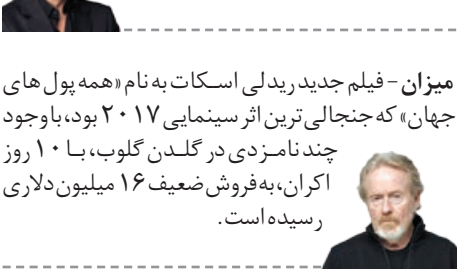 میزان - فیلم جدید ریدلی اسکات به نام «همه پول های
جهان» که جنجالی ترین اثر سینمایی ۲۰۱۷ بود، با وجود
چند نامزدی در گلدن گلوب، بـا ۱۰ روز
اکران، به فروش ضعیف ۱۶ میلیون دلاری
رسیده است.